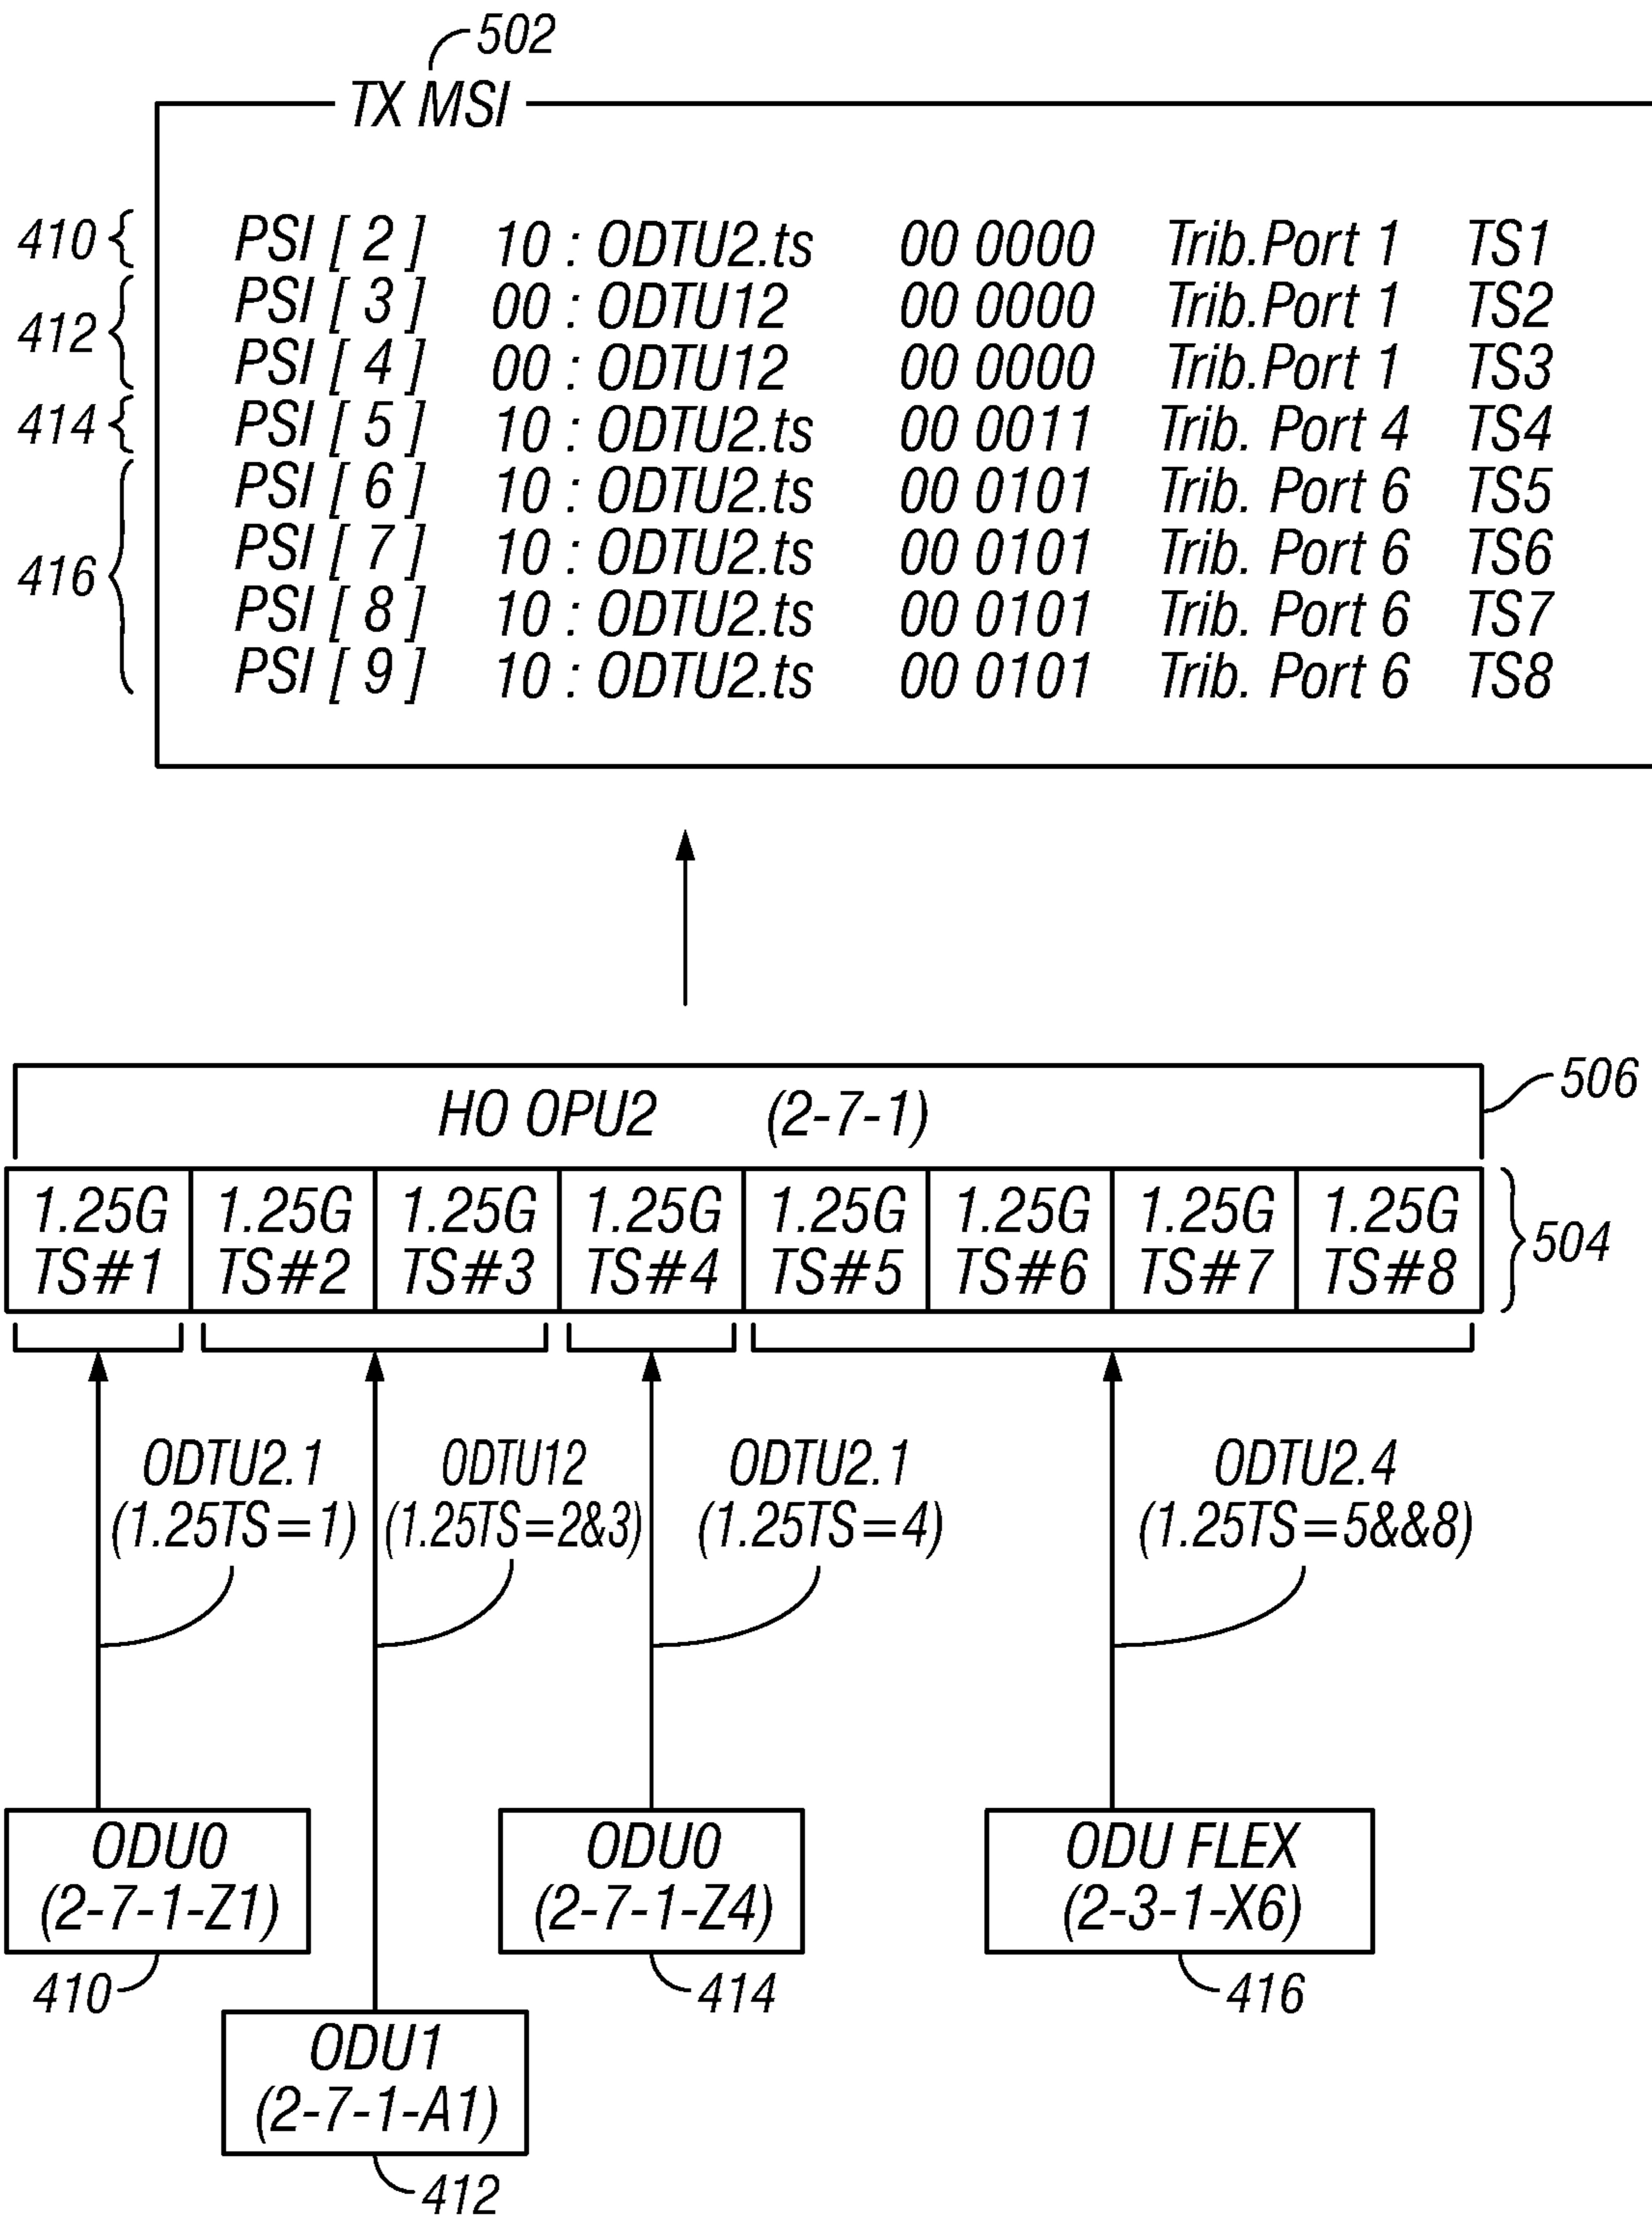 502
TX MSI
410 { PSI [ 2 ] 10 : ODTU2.ts 00 0000 Trib.Port 1 TS1
412 { PSI [ 3 ] 00 : ODTU12 00 0000 Trib.Port 1 TS2
PSI [ 4 ] 00 : ODTU12 00 0000 Trib.Port 1 TS3
414 { PSI [ 5 ] 10 : ODTU2.ts 00 0011 Trib. Port 4 TS4
416 { PSI [ 6 ] 10 : ODTU2.ts 00 0101 Trib. Port 6 TS5
PSI [ 7 ] 10 : ODTU2.ts 00 0101 Trib. Port 6 TS6
PSI [ 8 ] 10 : ODTU2.ts 00 0101 Trib. Port 6 TS7
PSI [ 9 ] 10 : ODTU2.ts 00 0101 Trib. Port 6 TS8
HO OPU2 (2-7-1)
506
1.25G 1.25G 1.25G 1.25G 1.25G 1.25G 1.25G 1.25G
TS#1 TS#2 TS#3 TS#4 TS#5 TS#6 TS#7 TS#8
504
ODTU2.1 ODTU12 ODTU2.1 ODTU2.4
(1.25TS=1) (1.25TS=2&3) (1.25TS=4) (1.25TS=5&&8)
ODU0 ODU0 ODU FLEX
(2-7-1-Z1) (2-7-1-Z4) (2-3-1-X6)
410 414 416
ODU1
(2-7-1-A1)
412